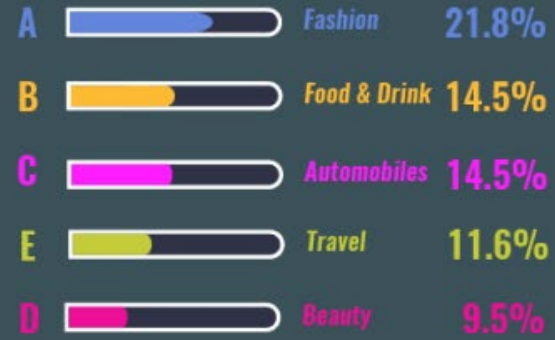 A Fashion 21.8%
B Food & Drink 14.5%
C Automobiles 14.5%
E Travel 11.6%
D Beauty 9.5%